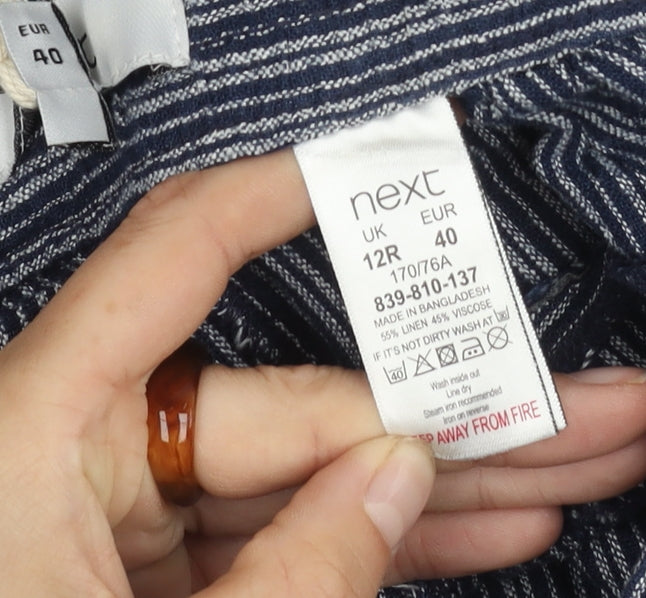 EUR
40
next
UK EUR
12R 40
170/76A
839-810-137
MADE IN BANGLADESH
55% LINEN 45% VISCOSE
IF IT'S NOT DIRTY WASH AT
40
Wash inside out
Line dry
Steam iron recommended
Iron on reverse
EP AWAY FROM FIRE